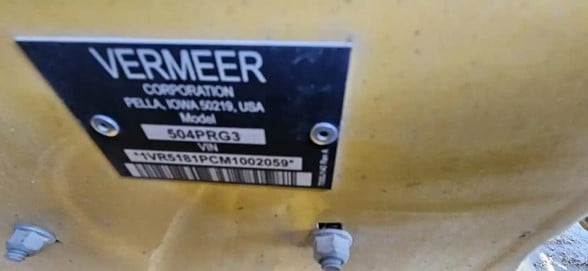 VERMEER
CORPORATION
PELLA, IOWA 50219, USA
Model
504PRG3
VIN
*1VR5181PCM1002059*